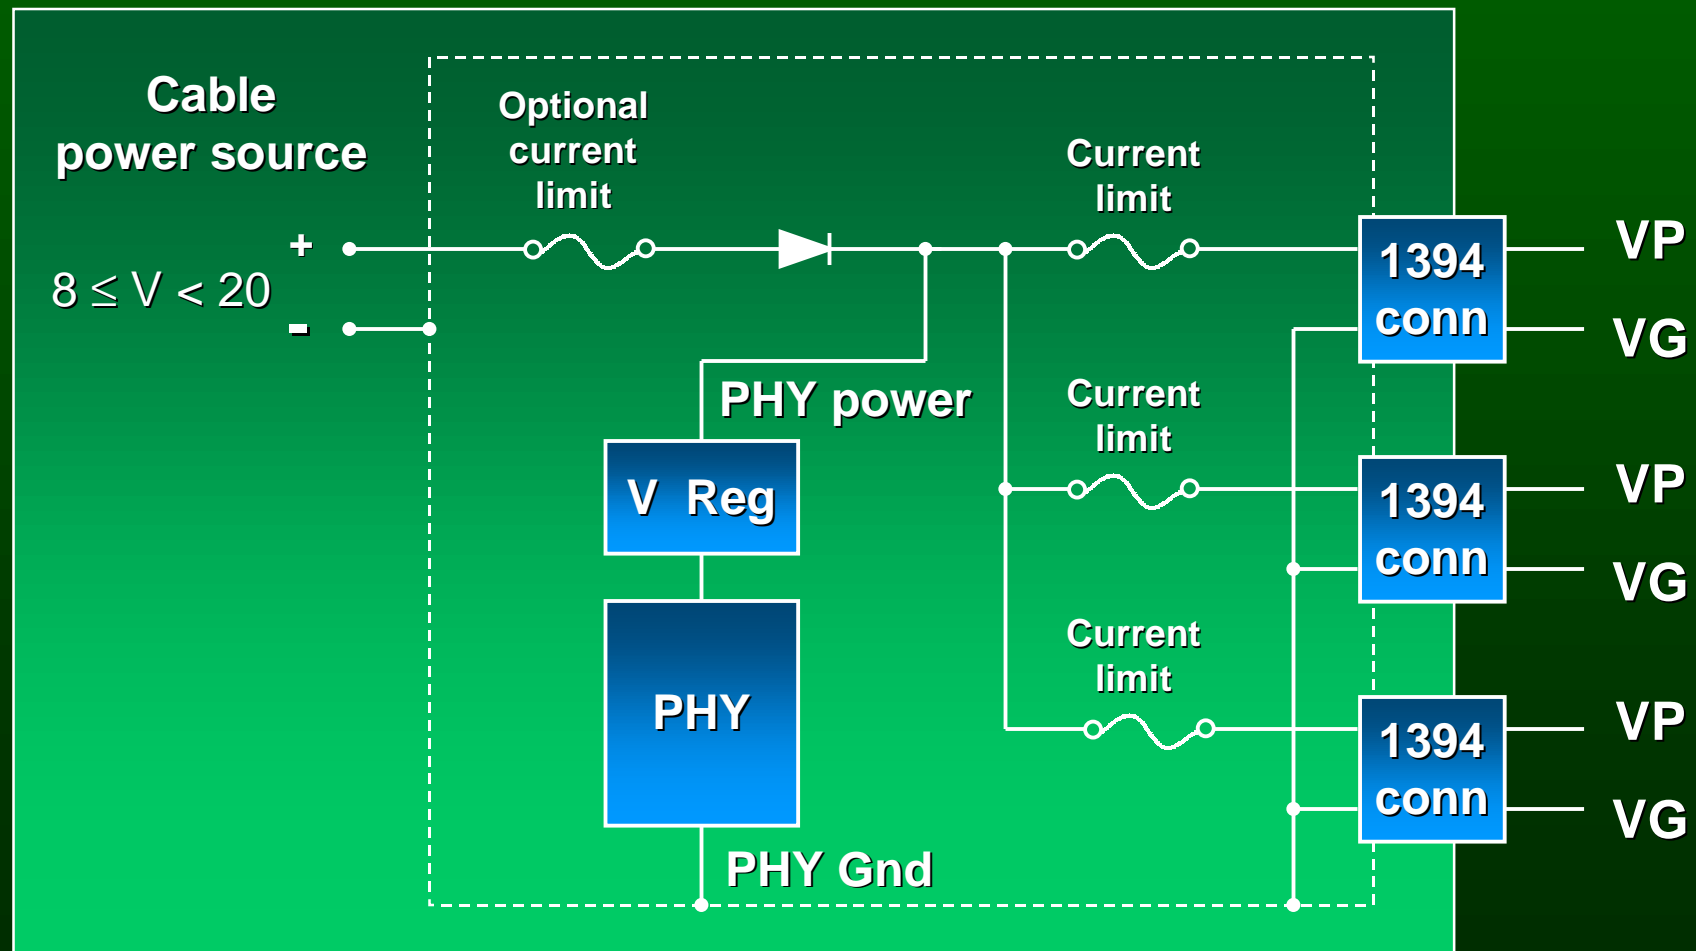 Cable
power source
Optional
current
limit
Current
limit
+
8 ≤ V < 20
-
1394
conn
VP
VG
PHY power
Current
limit
V Reg
1394
conn
VP
VG
Current
limit
PHY
1394
conn
VP
VG
PHY Gnd